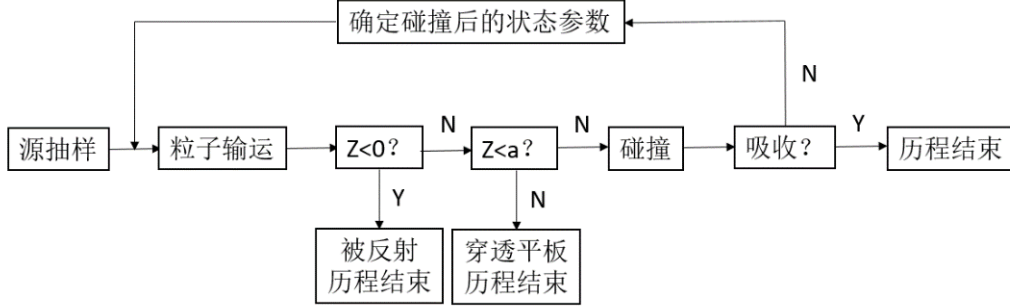 确定碰撞后的状态参数
N
源抽样
粒子输运
Z<0?
N
Z<a?
N
碰撞
吸收?
Y
历程结束
Y
被反射
历程结束
N
穿透平板
历程结束